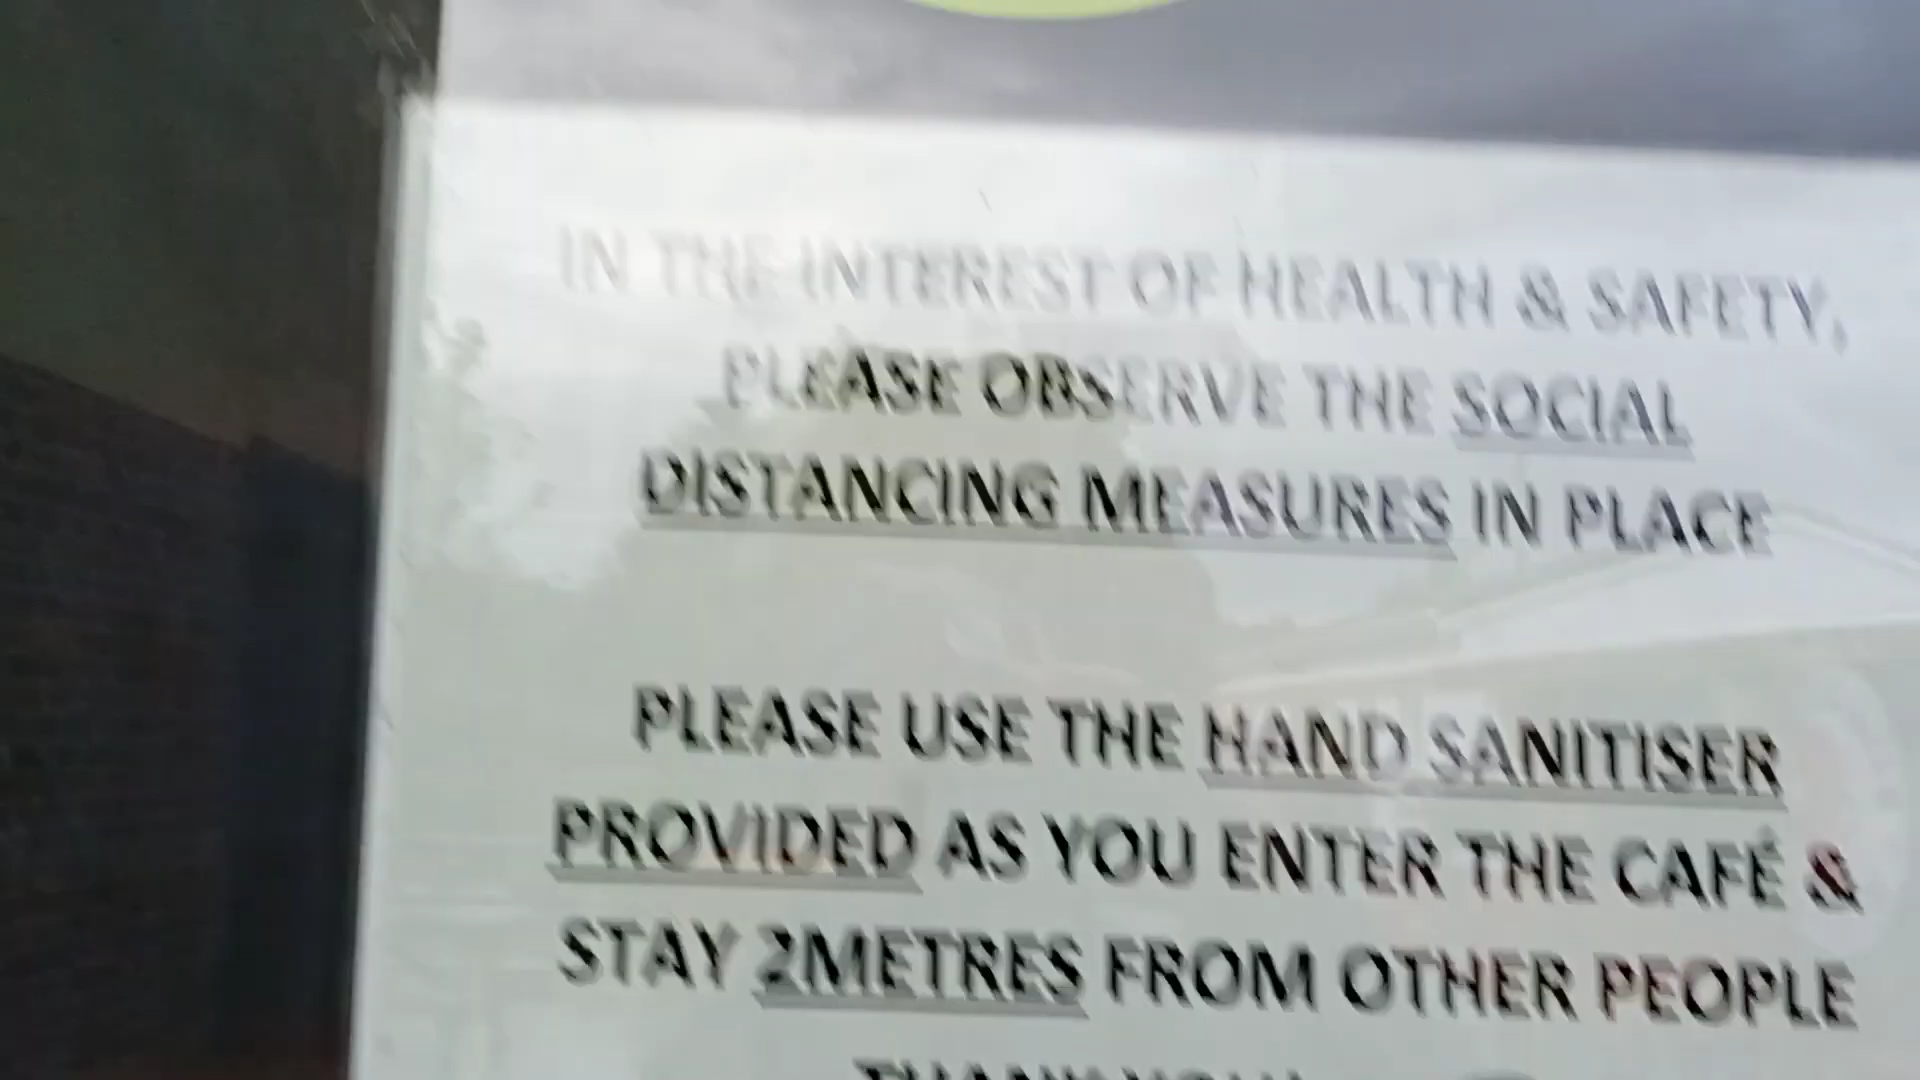 IN THE INTEREST OF HEALTH & SAFETY,
PLEASE OBSERVE THE SOCIAL
DISTANCING MEASURES IN PLACE
PLEASE USE THE HAND SANITISER
PROVIDED AS YOU ENTER THE CAFÉ &
STAY 2METRES FROM OTHER PEOPLE